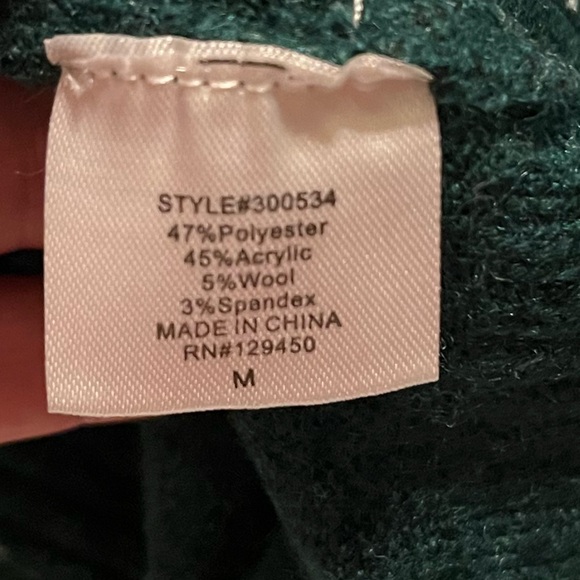 STYLE#300534
47%Polyester
45%Acrylic
5%Wool
3%Spandex
MADE IN CHINA
RN#129450
M